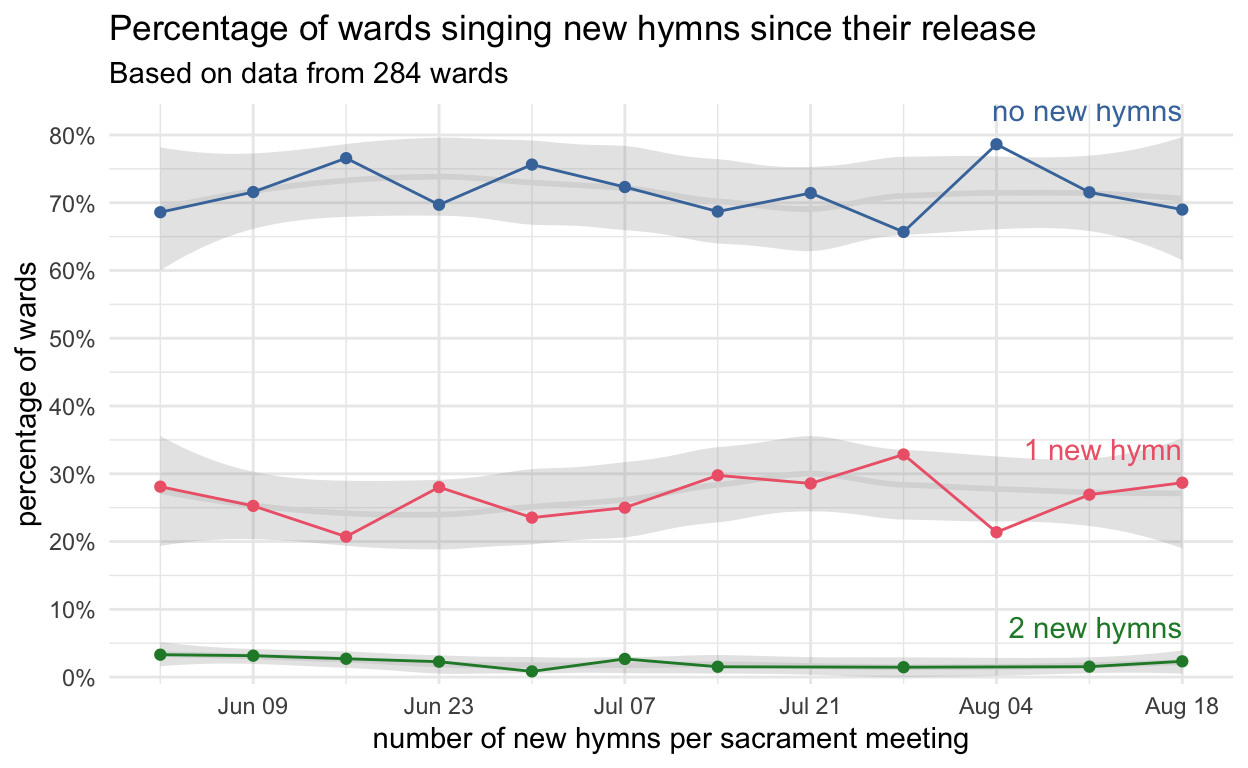 Percentage of wards singing new hymns since their release
Based on data from 284 wards
no new hymns
80%
70%
60%
50%
40%
1 new hymn
30%
20%
10%
2 new hymns
0%
percentage of wards
Jun 09 Jun 23 Jul 07 Jul 21 Aug 04 Aug 18
number of new hymns per sacrament meeting